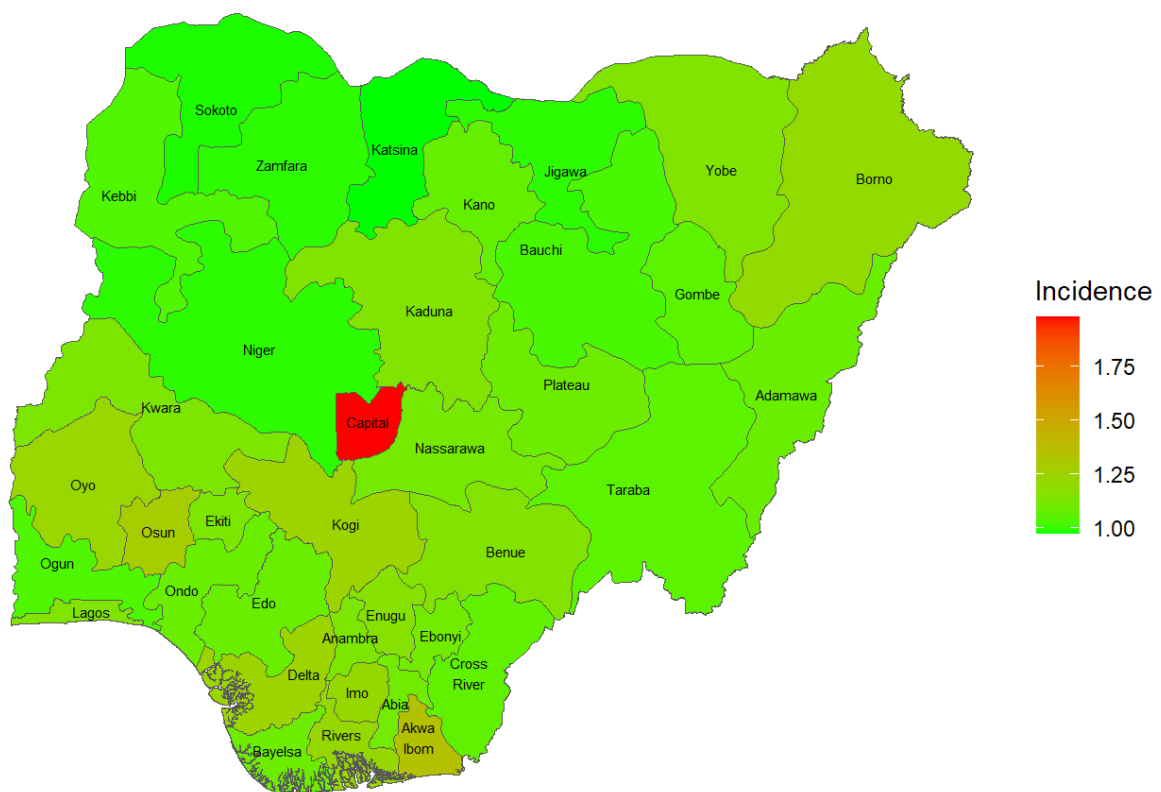 Sokoto
Katsina
Zamfara
Jigawa
Yobe
Borno
Kebbi
Kano
Bauchi
Gombe
Kaduna
Niger
Plateau
Adamawa
Kwara
Capital
Nassarawa
Taraba
Oyo
Osun
Ekiti
Kogi
Benue
Ogun
Ondo
Edo
Lagos
Enugu
Anambra
Ebonyi
Cross
River
Delta
Imo
Abia
Akwa
Ibom
Rivers
Bayelsa
Incidence
1.75
1.50
1.25
1.00